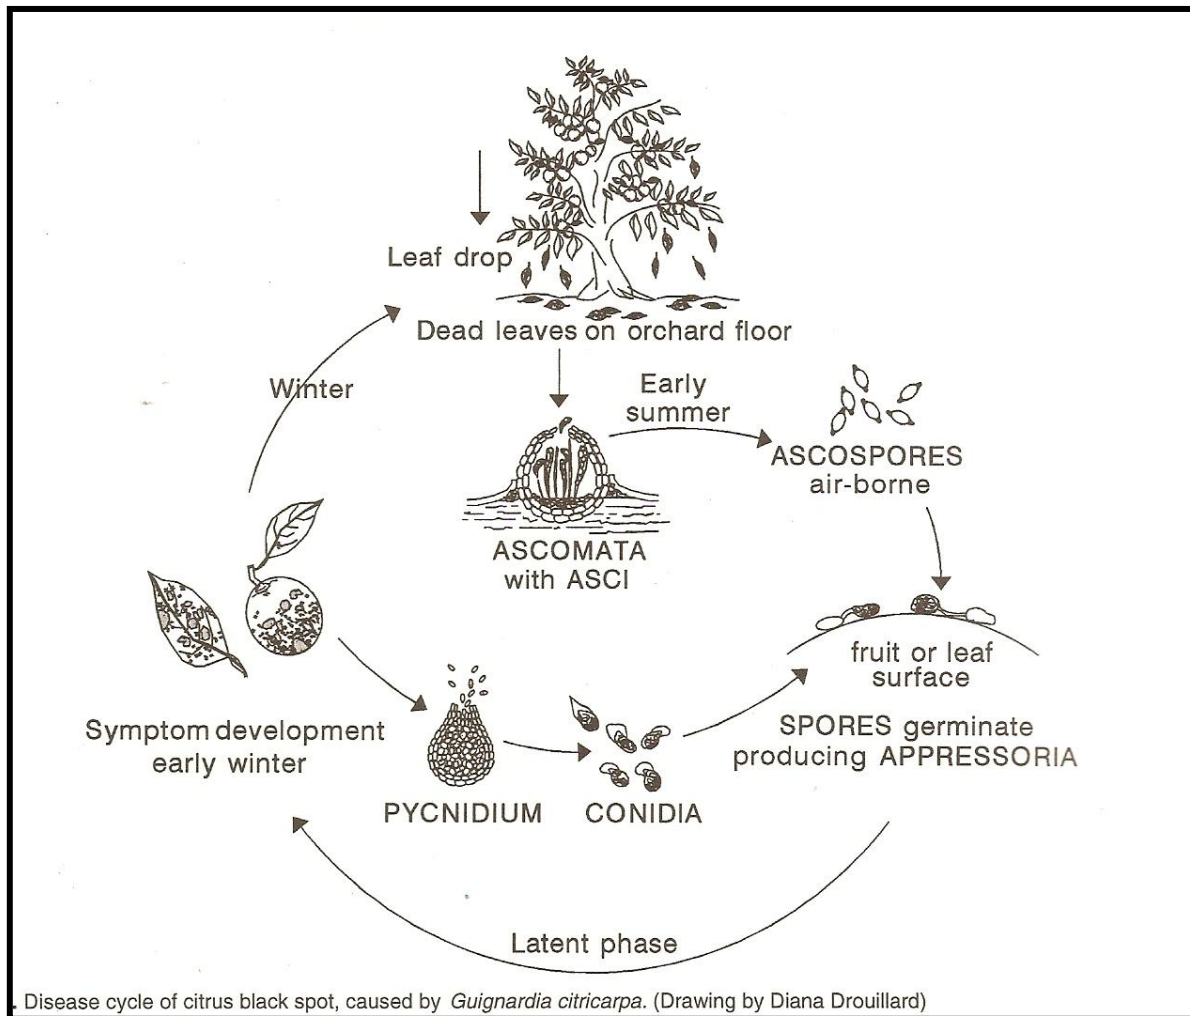 Leaf drop
Dead leaves on orchard floor
Winter
Early
summer
ASCOSPORES
air-borne
ASCOMATA
with ASCI
fruit or leaf
surface
SPORES germinate
producing APPRESSORIA
Symptom development
early winter
PYCNIDIUM
CONIDIA
Latent phase
. Disease cycle of citrus black spot, caused by Guignardia citricarpa. (Drawing by Diana Drouillard)